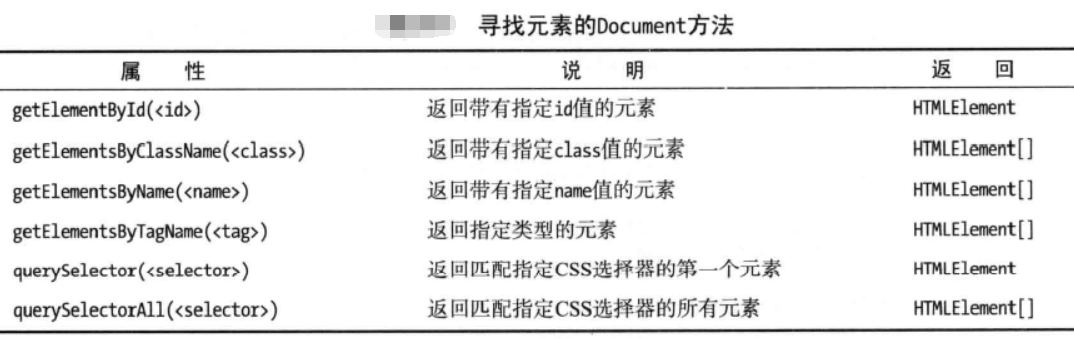 寻找元素的Document方法
属 性 说 明 返 回
getElementById(<id>) 返回带有指定id值的元素 HTMLElement
getElementsByClassName(<class>) 返回带有指定class值的元素 HTMLElement[]
getElementsByName(<name>) 返回带有指定name值的元素 HTMLElement[]
getElementsByTagName(<tag>) 返回指定类型的元素 HTMLElement[]
querySelector(<selector>) 返回匹配指定CSS选择器的第一个元素 HTMLElement
querySelectorAll(<selector>) 返回匹配指定CSS选择器的所有元素 HTMLElement[]